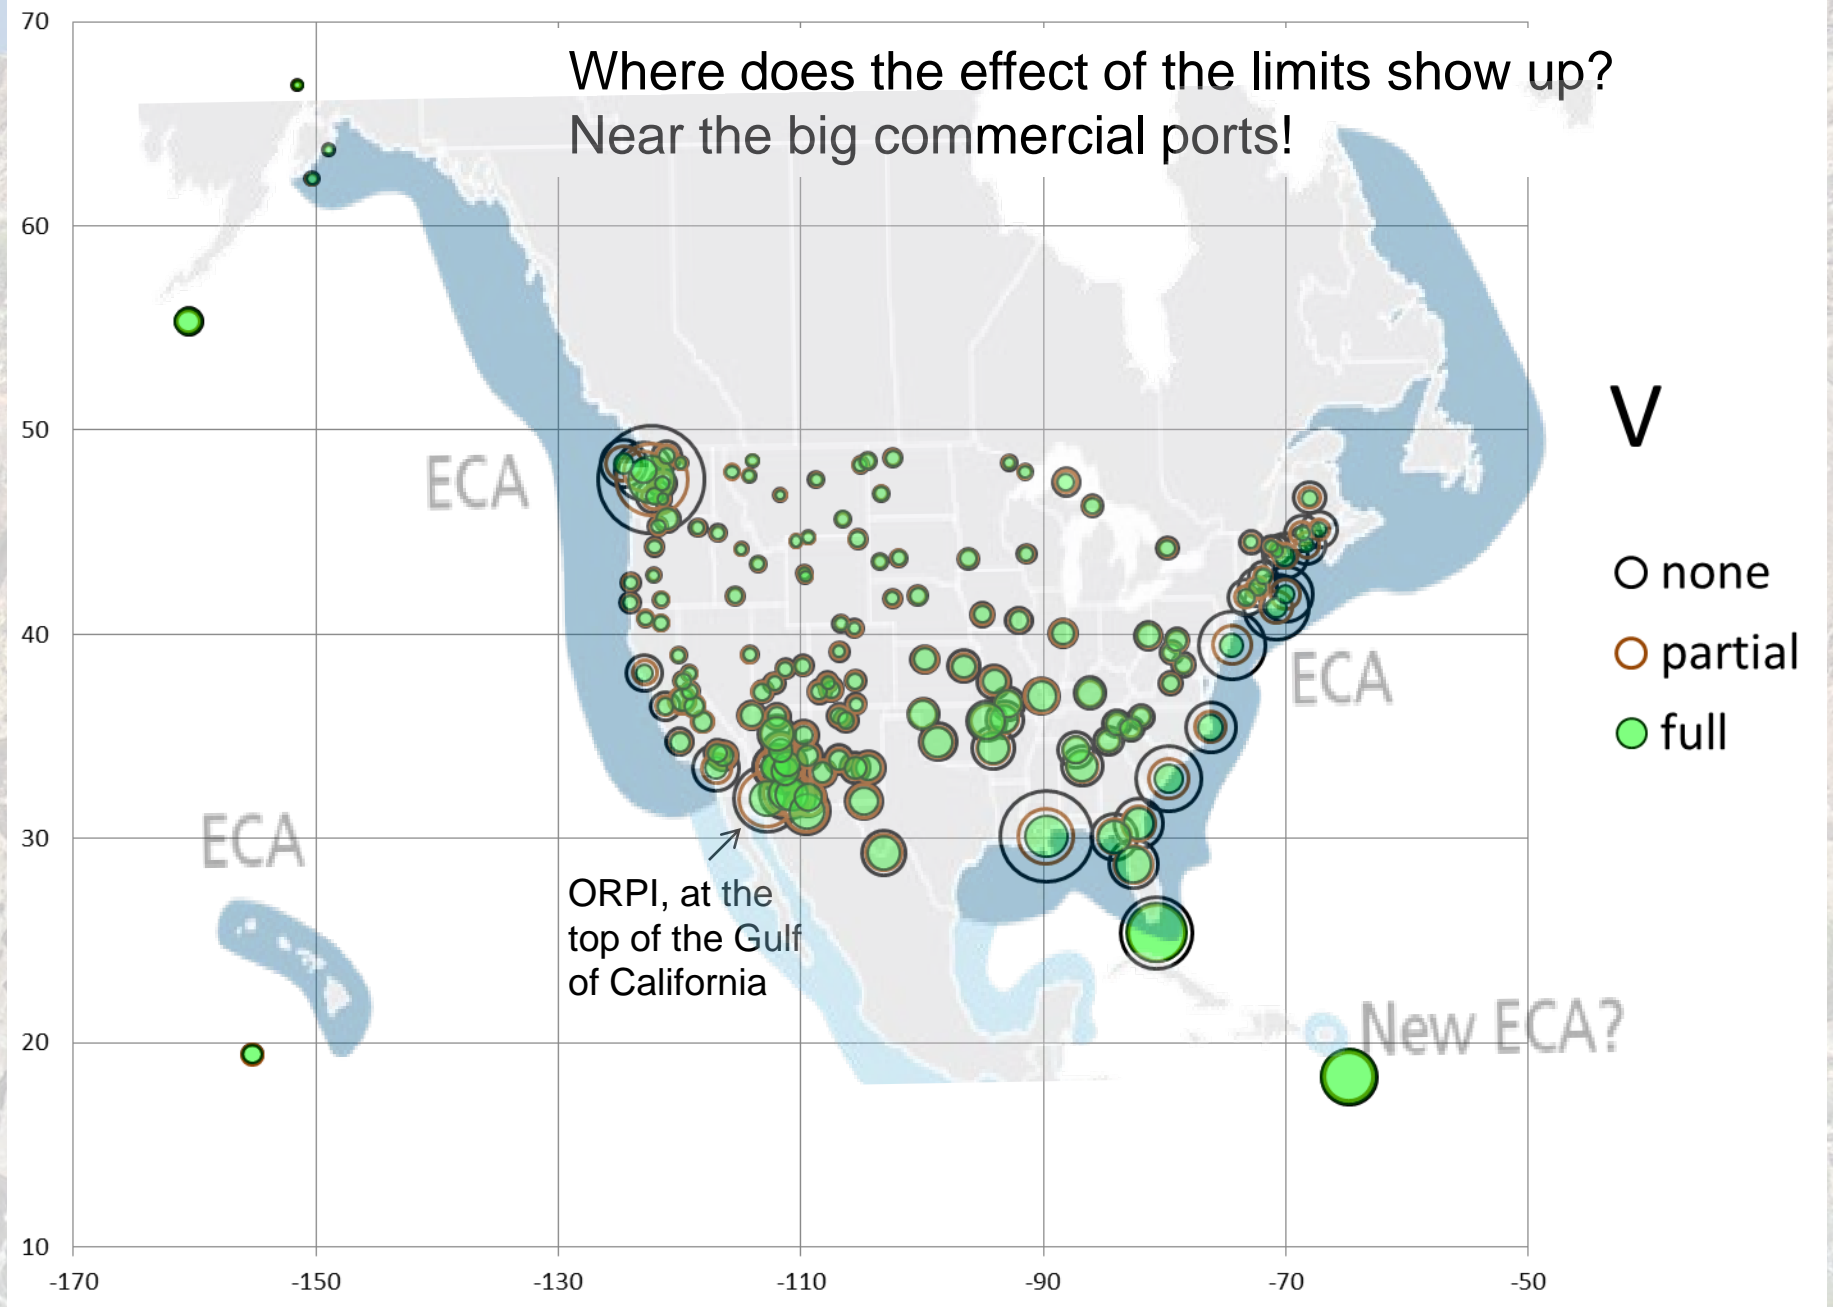 Where does the effect of the limits show up?
Near the big commercial ports!
70
60
50
40
30
20
10
-170
-150
-130
-110
-90
-70
-50
ECA
ECA
ECA
New ECA?
ORPI, at the
top of the Gulf
of California
V
none
partial
full